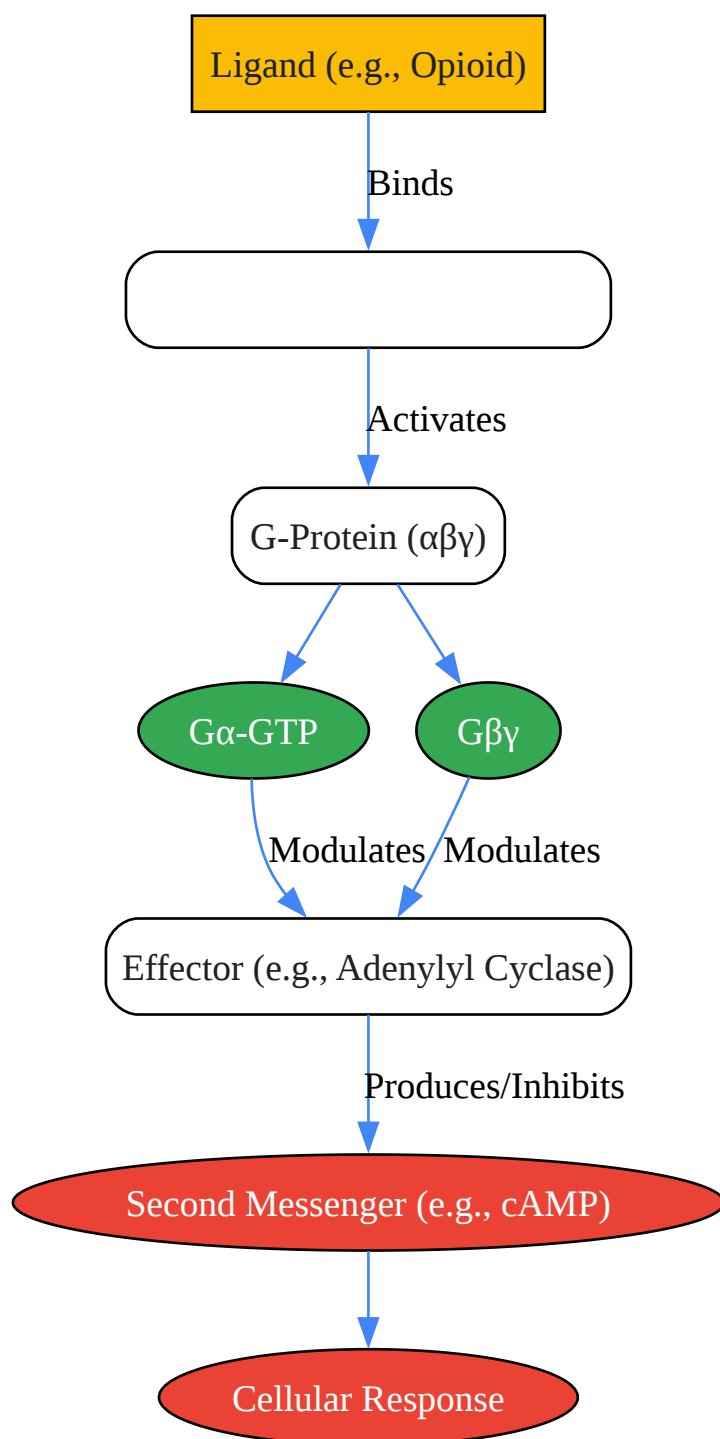 Ligand (e.g., Opioid)
Binds
Activates
G-Protein (αβγ)
Gα-GTP
Gβγ
Modulates
Modulates
Effector (e.g., Adenylyl Cyclase)
Produces/Inhibits
Second Messenger (e.g., cAMP)
Cellular Response